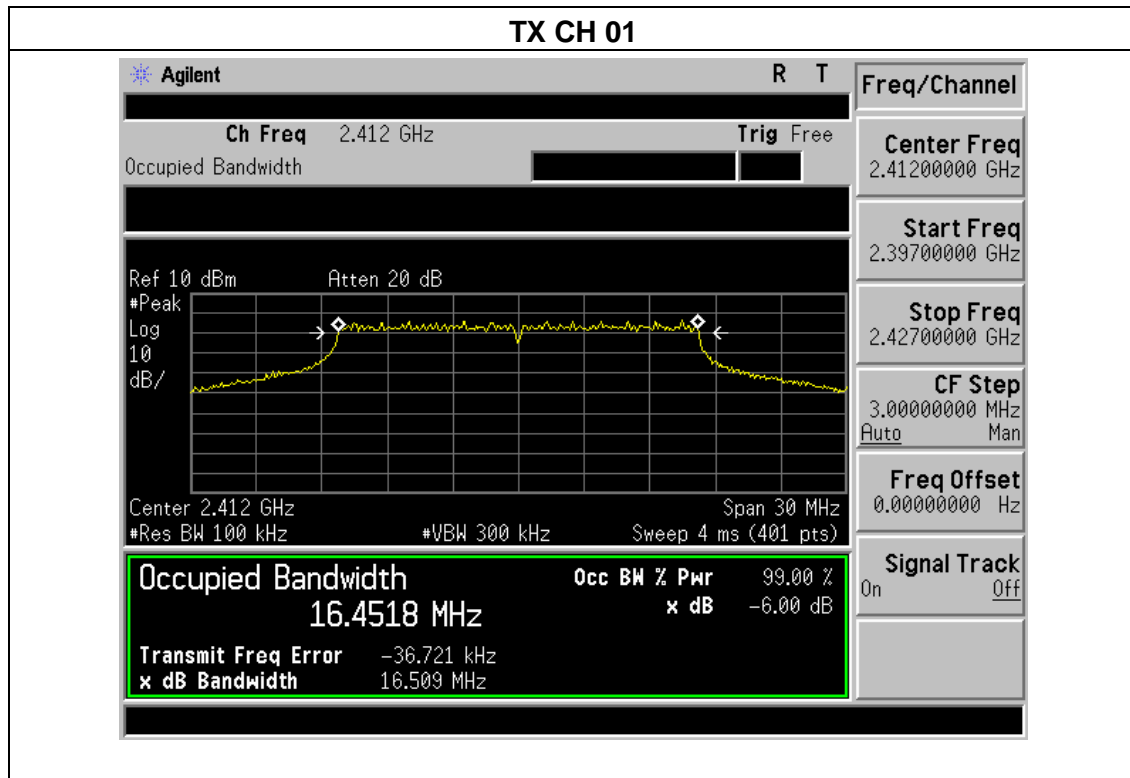 TX CH 01
Agilent R T
Ch Freq 2.412 GHz Trig Free
Occupied Bandwidth
Ref 10 dBm Atten 20 dB
#Peak
Log
10
dB/
Center 2.412 GHz Span 30 MHz
#Res BW 100 kHz #VBW 300 kHz Sweep 4 ms (401 pts)
Occupied Bandwidth Occ BW % Pwr 99.00 %
16.4518 MHz x dB -6.00 dB
Transmit Freq Error -36.721 kHz
x dB Bandwidth 16.509 MHz
Freq/Channel
Center Freq
2.41200000 GHz
Start Freq
2.39700000 GHz
Stop Freq
2.42700000 GHz
CF Step
3.00000000 MHz
Auto Man
Freq Offset
0.00000000 Hz
Signal Track
On Off